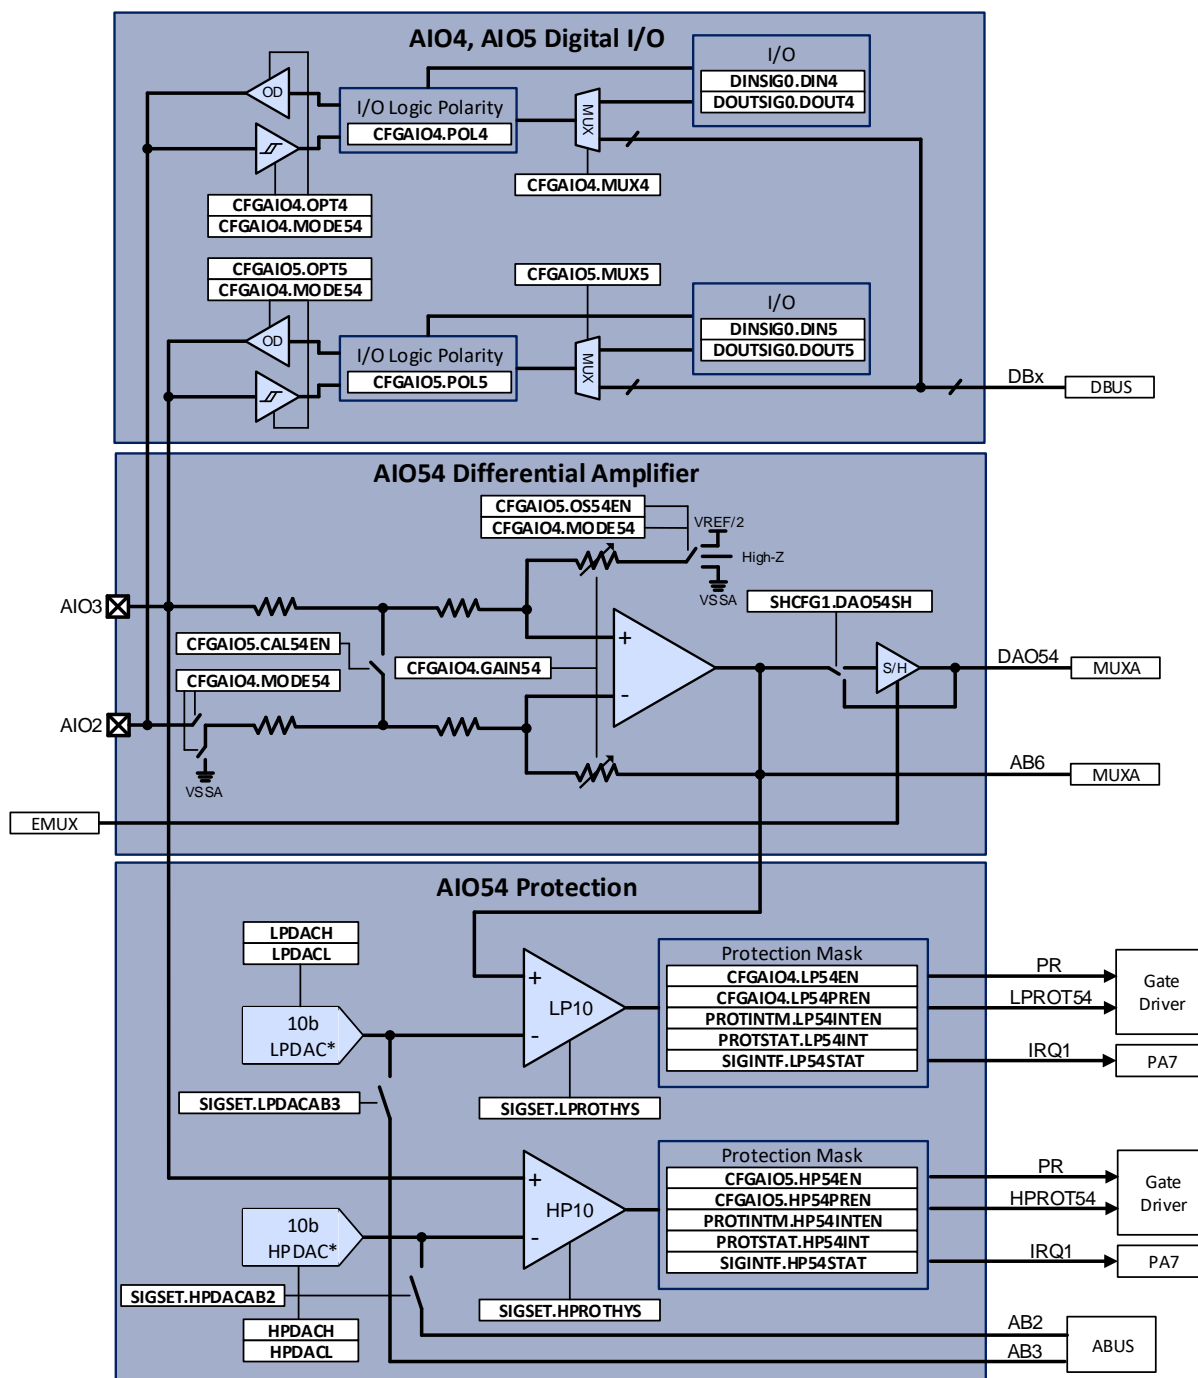 AIO4, AIO5 Digital I/O
I/O
DINSIG0.DIN4
DOUTSIG0.DOUT4
OD
I/O Logic Polarity
CFGAIO4.POL4
MUX
CFGAIO4.MUX4
CFGAIO4.OPT4
CFGAIO4.MODE54
CFGAIO5.OPT5
CFGAIO4.MODE54
CFGAIO5.MUX5
I/O
DINSIG0.DIN5
DOUTSIG0.DOUT5
OD
I/O Logic Polarity
CFGAIO5.POL5
MUX
DBx
DBUS
AIO54 Differential Amplifier
CFGAIO5.OS54EN
CFGAIO4.MODE54
VREF/2
High-Z
VSSA
AIO3
SHCFG1.DAO54SH
CFGAIO5.CAL54EN
CFGAIO4.GAIN54
+
-
S/H
DAO54
MUXA
CFGAIO4.MODE54
AIO2
VSSA
AB6
MUXA
EMUX
AIO54 Protection
LPDACH
LPDACL
10b
LPDAC*
+
-
LP10
Protection Mask
CFGAIO4.LP54EN
CFGAIO4.LP54PREN
PROTINTM.LP54INTEN
PROTSTAT.LP54INT
SIGINTF.LP54STAT
PR
LPROT54
Gate
Driver
IRQ1
PA7
SIGSET.LPDACAB3
SIGSET.LPROTHYS
Protection Mask
CFGAIO5.HP54EN
CFGAIO5.HP54PREN
PROTINTM.HP54INTEN
PROTSTAT.HP54INT
SIGINTF.HP54STAT
+
-
HP10
10b
HPDAC*
PR
HPROT54
Gate
Driver
IRQ1
PA7
SIGSET.HPDACAB2
SIGSET.HPROTHYS
HPDACH
HPDACL
AB2
AB3
ABUS